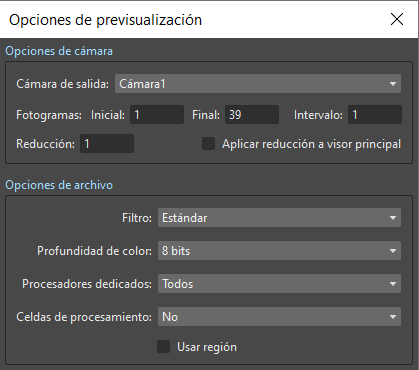 Opciones de previsualización
Opciones de cámara
Cámara de salida: Cámara1
Fotogramas: Inicial: 1 Final: 39 Intervalo: 1
Reducción: 1 Aplicar reducción a visor principal
Opciones de archivo
Filtro: Estándar
Profundidad de color: 8 bits
Procesadores dedicados: Todos
Celdas de procesamiento: No
Usar región